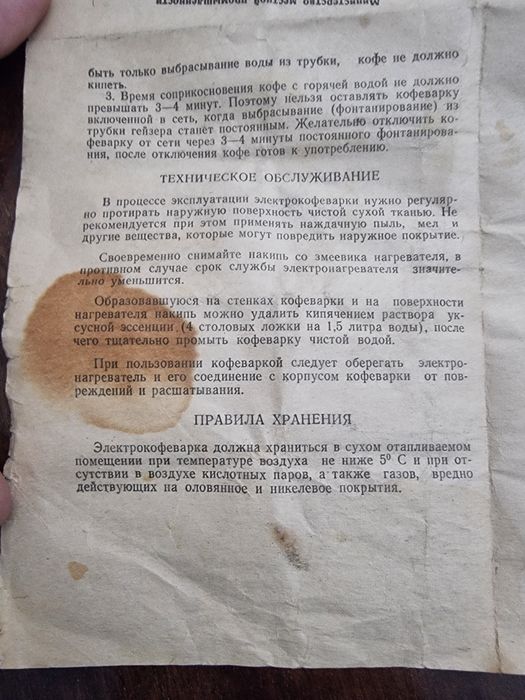 Министерство местной промышленности
быть только выбрасывание воды из трубки, кофе не должно
кипеть.
3. Время соприкосновения кофе с горячей водой не должно
превышать 3—4 минут. Поэтому нельзя оставлять кофеварку
включенной в сеть, когда выбрасывание (фонтанирование) из
трубки гейзера станет постоянным. Желательно отключить ко-
феварку от сети через 3—4 минуты постоянного фонтанирова-
ния, после отключения кофе готов к употреблению.
ТЕХНИЧЕСКОЕ ОБСЛУЖИВАНИЕ
В процессе эксплуатации электрокофеварки нужно регуляр-
но протирать наружную поверхность чистой сухой тканью. Не
рекомендуется при этом применять наждачную пыль, мел и
другие вещества, которые могут повредить наружное покрытие.
Своевременно снимайте накипь со змеевика нагревателя, в
противном случае срок службы электронагревателя значите-
льно уменьшится.
Образовавшуюся на стенках кофеварки и на поверхности
нагревателя накипь можно удалить кипячением раствора ук-
сусной эссенции (4 столовых ложки на 1,5 литра воды), после
чего тщательно промыть кофеварку чистой водой.
При пользовании кофеваркой следует оберегать электро-
нагреватель и его соединение с корпусом кофеварки от пов-
реждений и расшатывания.
ПРАВИЛА ХРАНЕНИЯ
Электрокофеварка должна храниться в сухом отапливаемом
помещении при температуре воздуха не ниже 5⁰ С и при от-
сутствии в воздухе кислотных паров, а также газов, вредно
действующих на оловянное и никелевое покрытия.